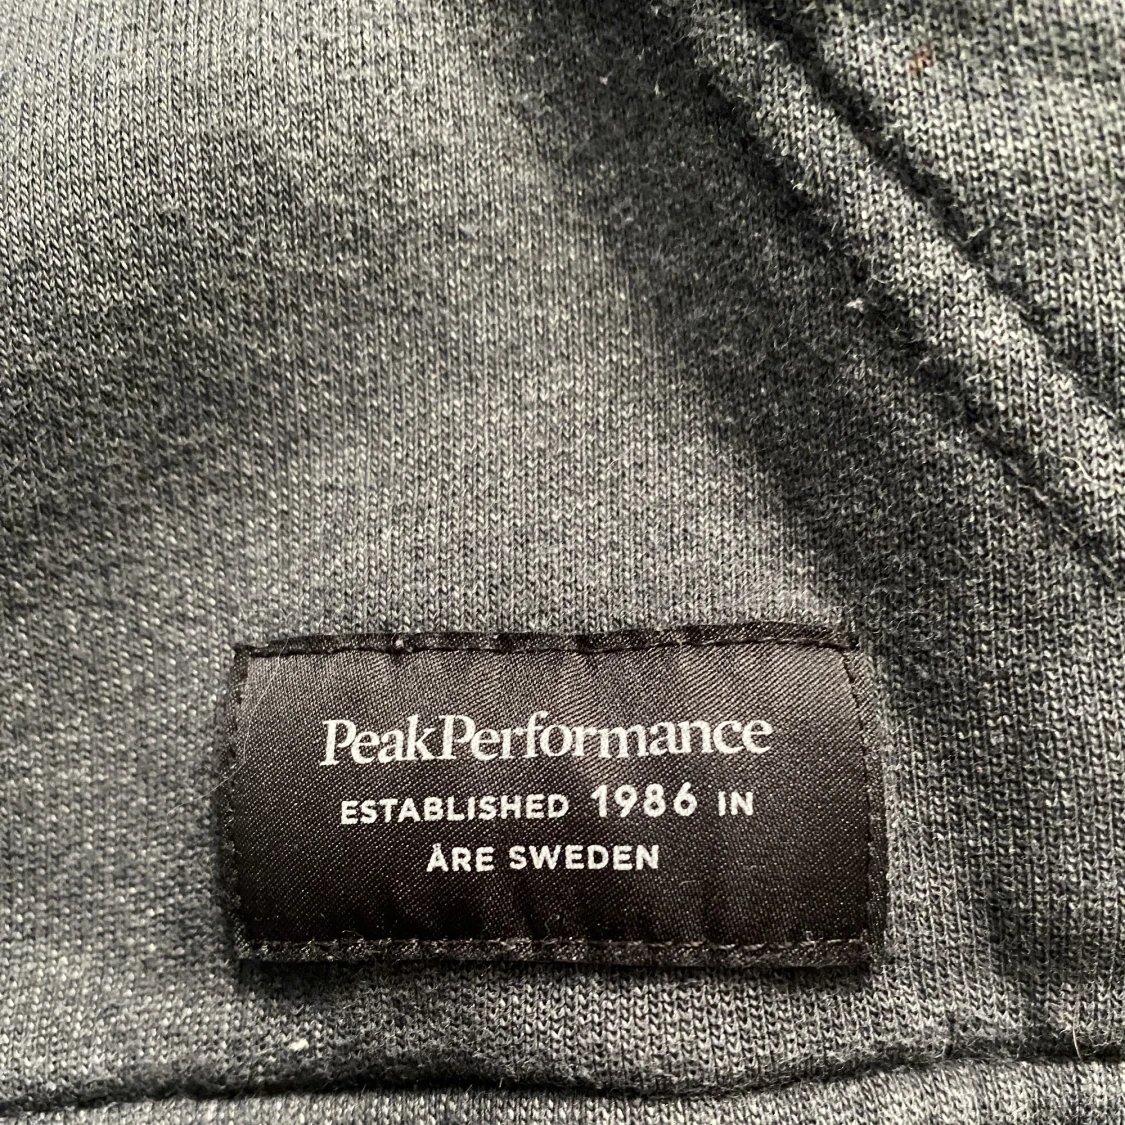 PeakPerformance
ESTABLISHED 1986 IN
ÅRE SWEDEN